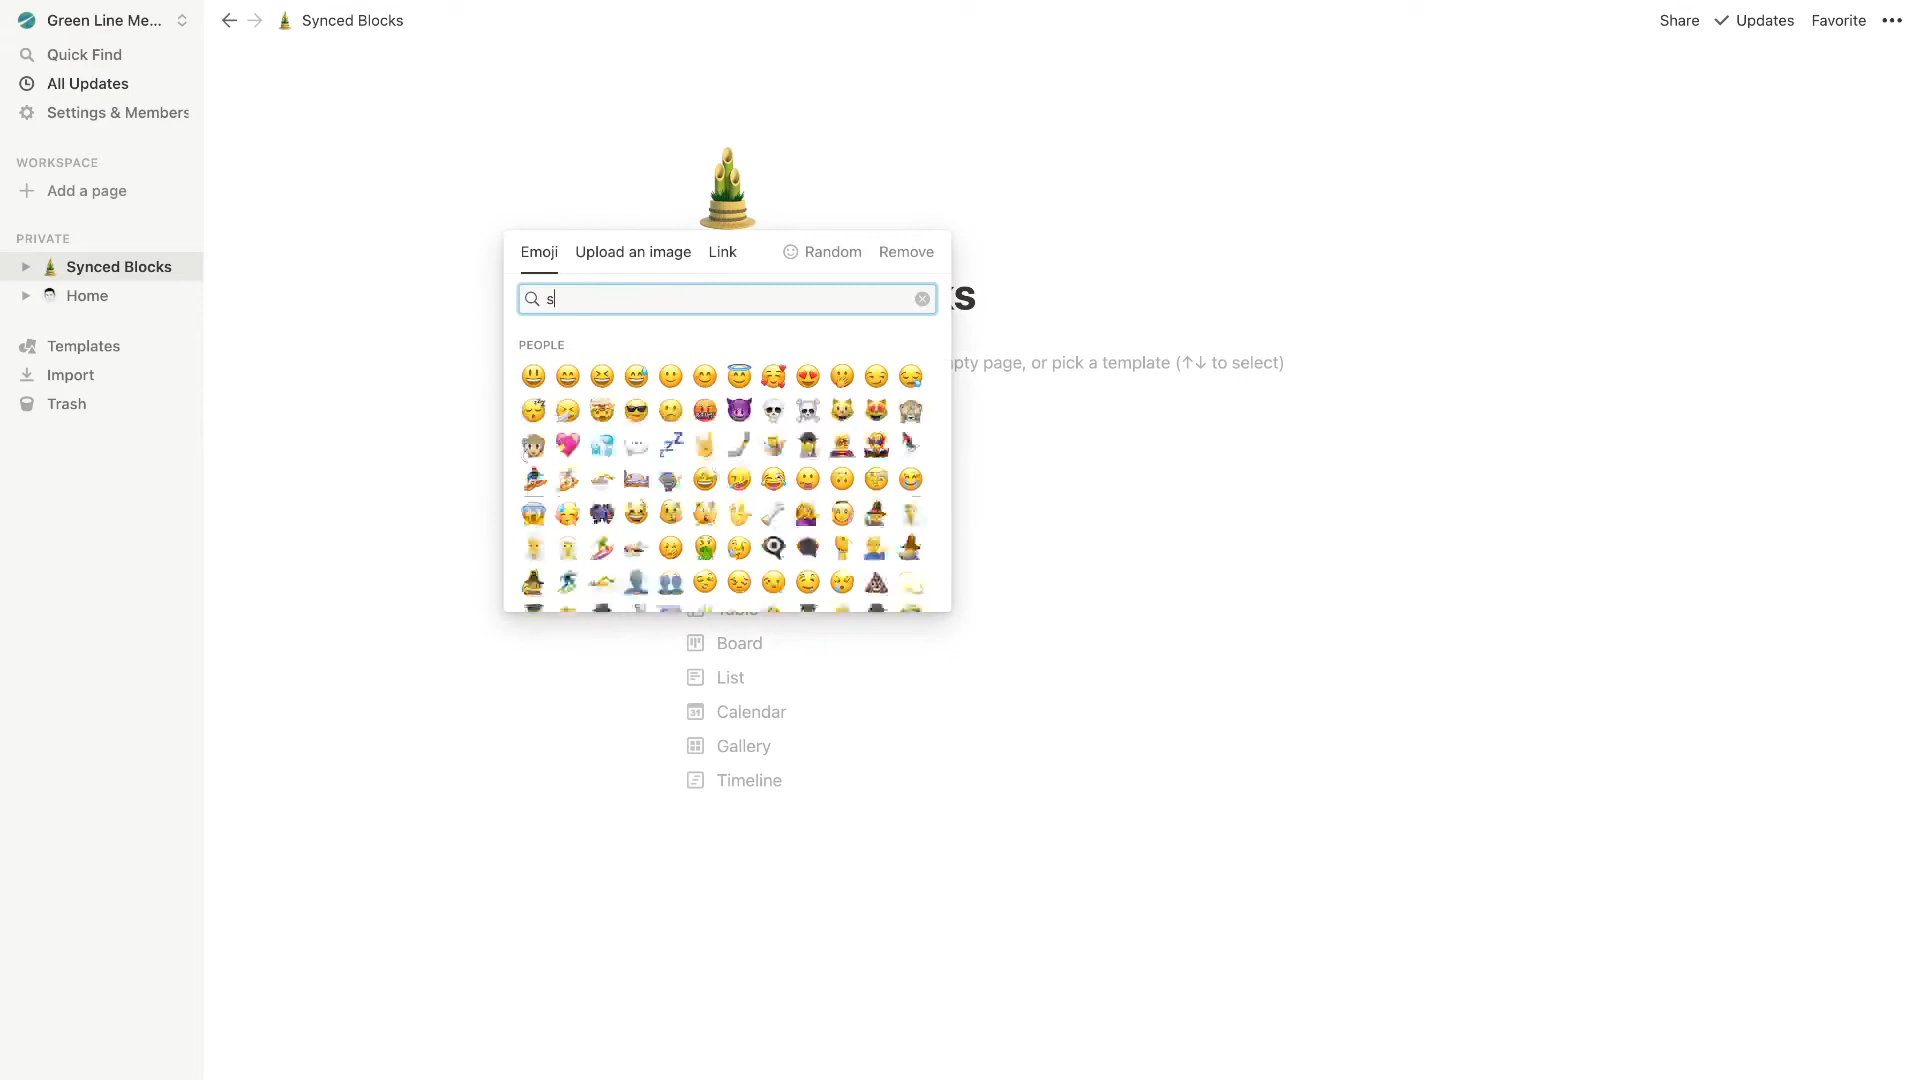 Green Line Me...
Synced Blocks
Share
Updates
Favorite
Quick Find
All Updates
Settings & Members
WORKSPACE
Add a page
PRIVATE
Synced Blocks
Home
Templates
Import
Trash
Emoji
Upload an image
Link
Random
Remove
s
PEOPLE
page, or pick a template (↑↓ to select)
Board
List
Calendar
Gallery
Timeline